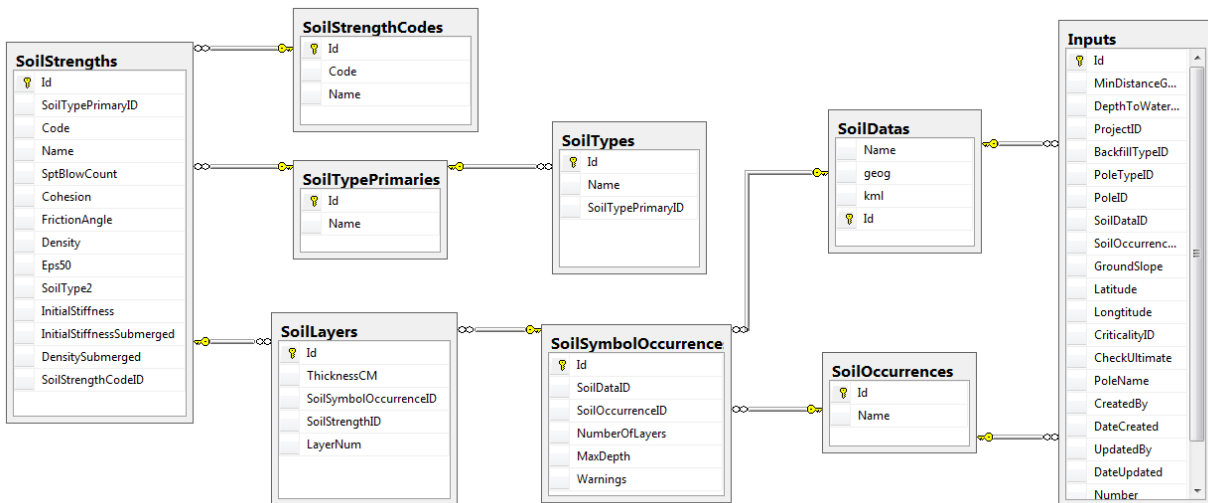 SoilStrengths
Id
SoilTypePrimaryID
Code
Name
SptBlowCount
Cohesion
FrictionAngle
Density
Eps50
SoilType2
InitialStiffness
InitialStiffnessSubmerged
DensitySubmerged
SoilStrengthCodeID
SoilStrengthCodes
Id
Code
Name
SoilTypePrimaries
Id
Name
SoilTypes
Id
Name
SoilTypePrimaryID
SoilLayers
Id
ThicknessCM
SoilSymbolOccurrenceID
SoilStrengthID
LayerNum
SoilSymbolOccurrence
Id
SoilDataID
SoilOccurrenceID
NumberOfLayers
MaxDepth
Warnings
SoilDatas
Name
geog
kml
Id
SoilOccurrences
Id
Name
Inputs
Id
MinDistanceG...
DepthToWater...
ProjectID
BackfillTypeID
PoleTypeID
PoleID
SoilDataID
SoilOccurrenc...
GroundSlope
Latitude
Longtitude
CriticalityID
CheckUltimate
PoleName
CreatedBy
DateCreated
UpdatedBy
DateUpdated
Number